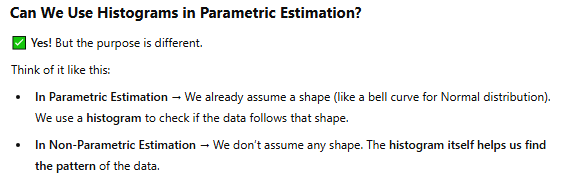 Can We Use Histograms in Parametric Estimation?
✅ Yes! But the purpose is different.
Think of it like this:
• In Parametric Estimation → We already assume a shape (like a bell curve for Normal distribution).
We use a histogram to check if the data follows that shape.
• In Non-Parametric Estimation → We don't assume any shape. The histogram itself helps us find
the pattern of the data.